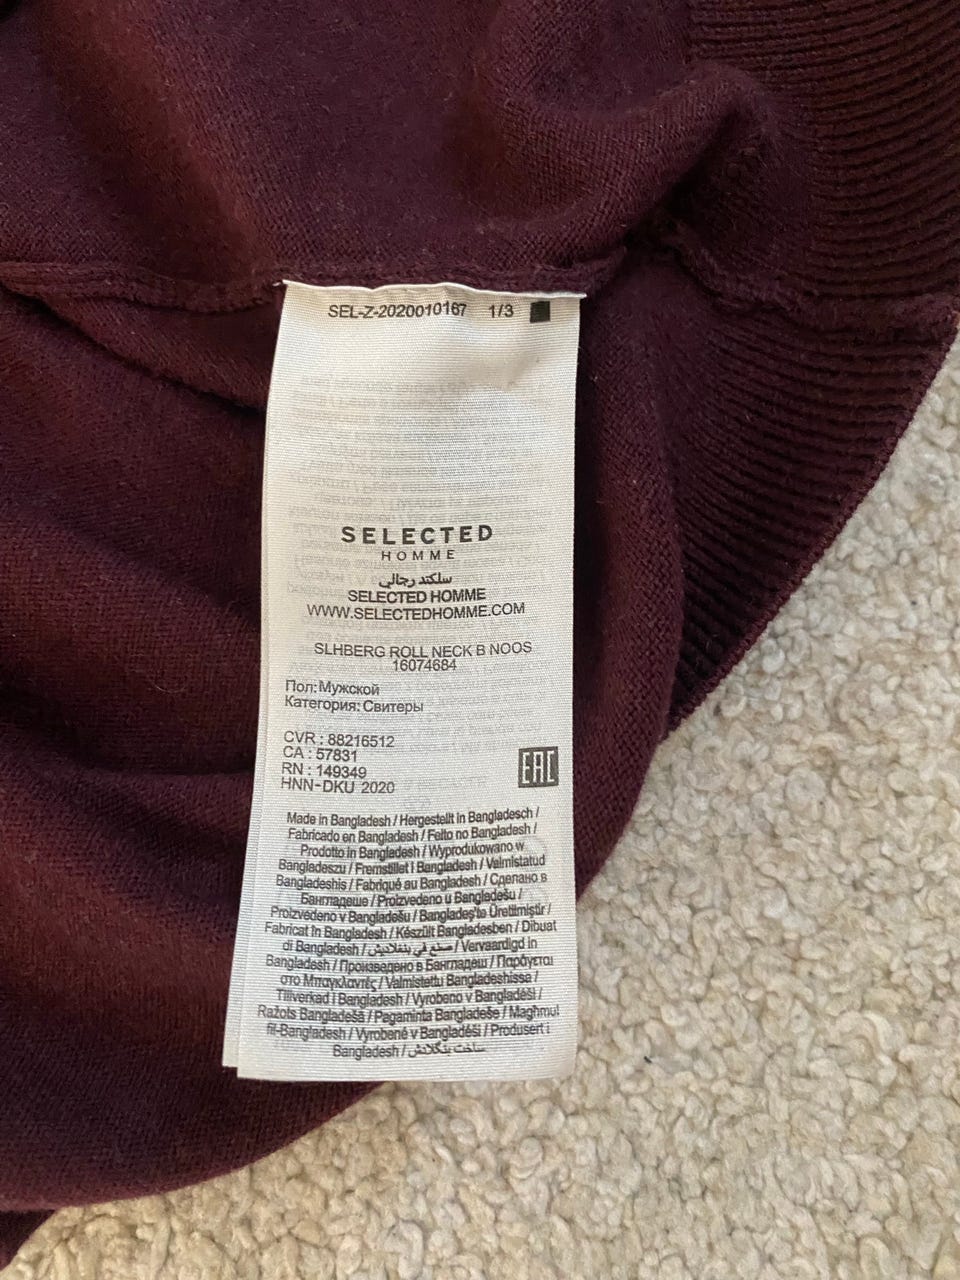 SEL-Z-2020010167 1/3
SELECTED
HOMME
سلكتد رجالي
SELECTED HOMME
WWW.SELECTEDHOMME.COM
SLHBERG ROLL NECK B NOOS
16074684
Пол: Мужской
Категория: Свитеры
CVR : 88216512
CA : 57831
RN : 149349
HNN-DKU 2020
EAC
Made in Bangladesh / Hergestellt in Bangladesch /
Fabricado en Bangladesh / Feito no Bangladesh /
Prodotto in Bangladesh / Wyprodukowano w
Bangladeszu / Fremstillet i Bangladesh / Valmistatud
Bangladeshis / Fabriqué au Bangladesh / Сделано в
Бангладеше / Proizvedeno u Bangladešu /
Proizvedeno v Bangladešu / Bangladeş'te Üretilmiştir /
Fabricat în Bangladesh / Készült Bangladesben / Dibuat
di Bangladesh / صنع في بنغلاديش / Vervaardigd in
Bangladesh / Произведено в Бангладеш / Παράγεται
στο Μπαγκλαντές / Valmistettu Bangladeshissa /
Tillverkad i Bangladesh / Vyrobeno v Bangladéši /
Ražots Bangladešā / Pagaminta Bangladeše / Magħmul
fil-Bangladesh / Vyrobené v Bangladéši / Produsert i
Bangladesh / ساخت بنگلادش